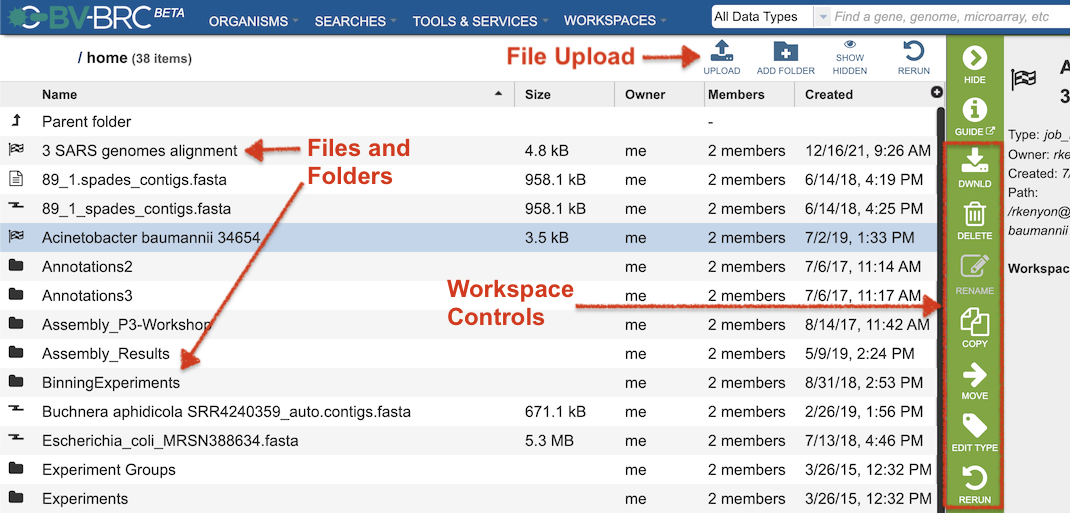 BV-BRC BETA ORGANISMS SEARCHES TOOLS & SERVICES WORKSPACES All Data Types Find a gene, genome, microarray, etc
/ home (38 items)
File Upload
UPLOAD
ADD FOLDER
SHOW HIDDEN
RERUN
HIDE
Name Size Owner Members Created
Parent folder -
3 SARS genomes alignment 4.8 kB me 2 members 12/16/21, 9:26 AM
89_1.spades_contigs.fasta 958.1 kB me 2 members 6/14/18, 4:19 PM
89_1_spades_contigs.fasta 958.1 kB me 2 members 6/14/18, 4:25 PM
Acinetobacter baumannii 34654 3.5 kB me 2 members 7/2/19, 1:33 PM
Annotations2 me 2 members 7/6/17, 11:14 AM
Annotations3 me 2 members 7/6/17, 11:17 AM
Assembly_P3-Workshop me 2 members 8/14/17, 11:42 AM
Assembly_Results me 2 members 5/9/19, 2:24 PM
BinningExperiments me 2 members 8/31/18, 2:53 PM
Buchnera aphidicola SRR4240359_auto.contigs.fasta 671.1 kB me 2 members 2/26/19, 1:56 PM
Escherichia_coli_MRSN388634.fasta 5.3 MB me 2 members 7/13/18, 4:46 PM
Experiment Groups me 2 members 3/26/15, 12:32 PM
Experiments me 2 members 3/26/15, 12:32 PM
Files and
Folders
Workspace
Controls
GUIDE
DWNLD
DELETE
RENAME
COPY
MOVE
EDIT TYPE
RERUN
A
3
Type: job_
Owner: rke
Created: 7/
Path:
/rkenyon@
baumannii
Workspac